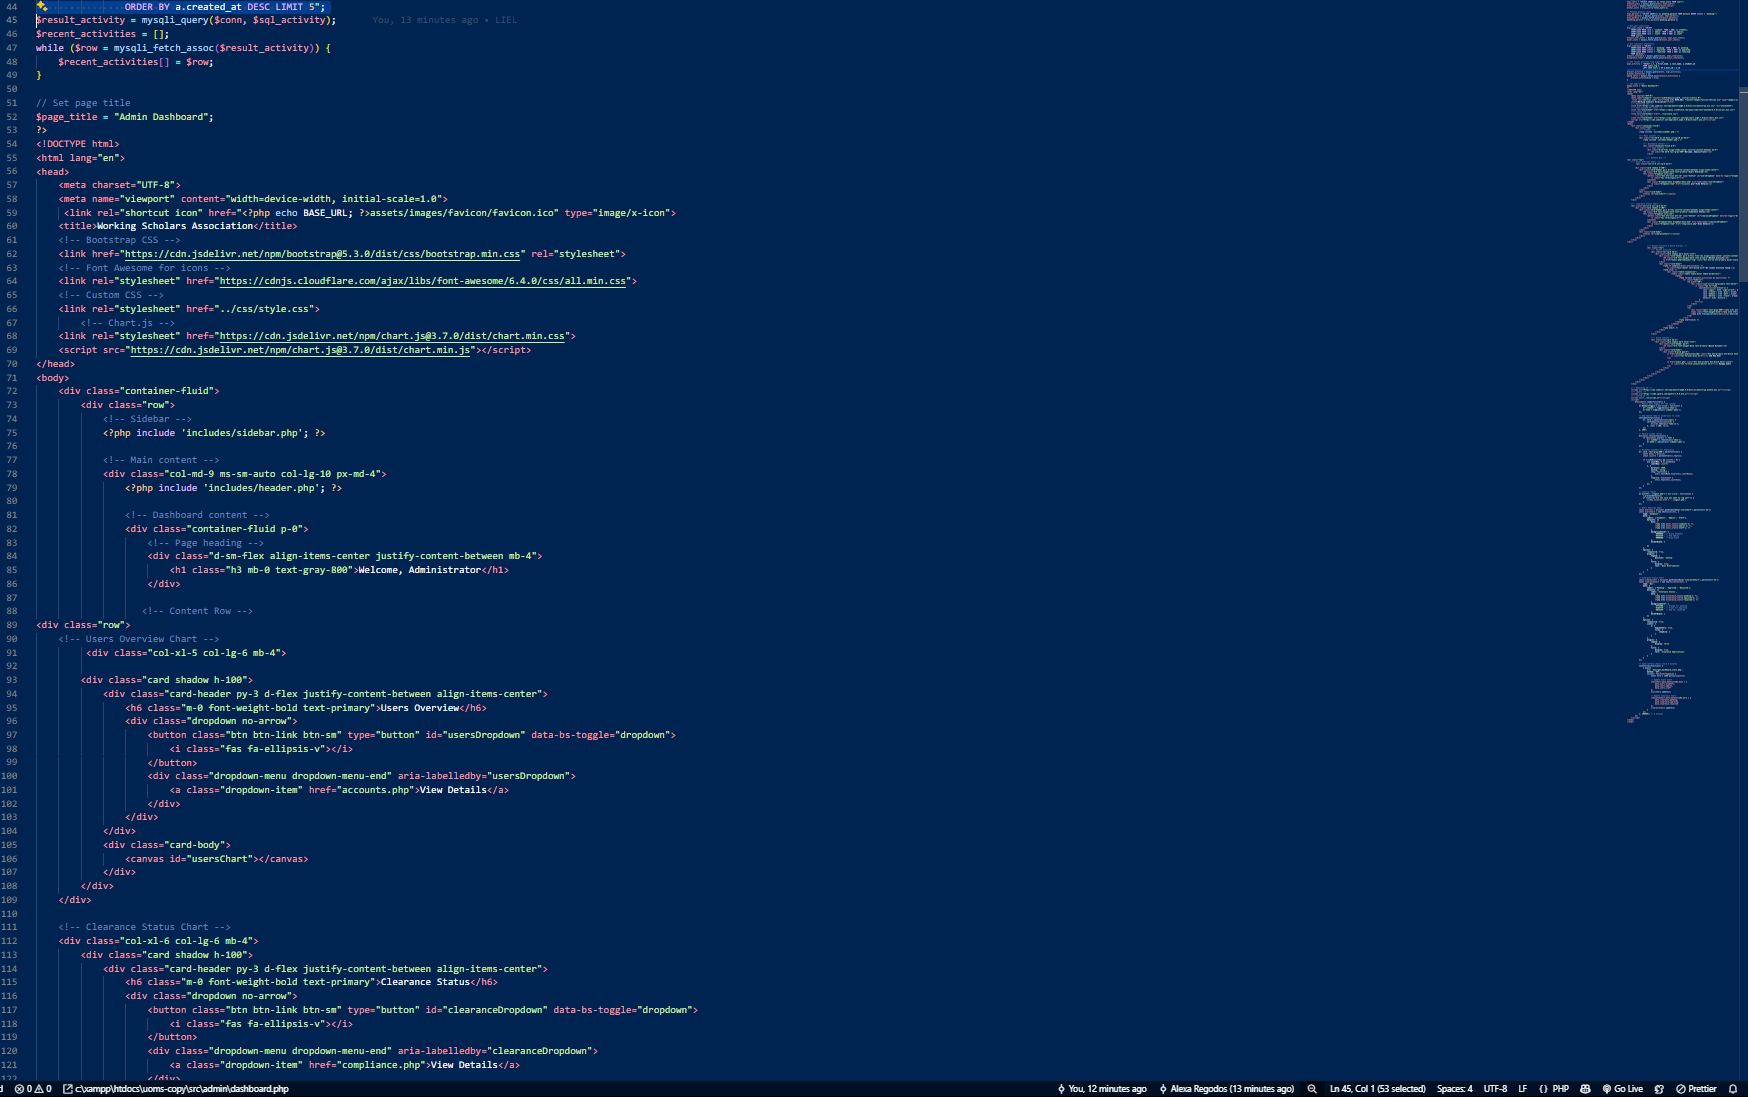 44 ORDER BY a.created_at DESC LIMIT 5";
45 $result_activity = mysqli_query($conn, $sql_activity); You, 13 minutes ago • LIEL
46 $recent_activities = [];
47 while ($row = mysqli_fetch_assoc($result_activity)) {
48 $recent_activities[] = $row;
49 }
50
51 // Set page title
52 $page_title = "Admin Dashboard";
53 ?>
54 <!DOCTYPE html>
55 <html lang="en">
56 <head>
57 <meta charset="UTF-8">
58 <meta name="viewport" content="width=device-width, initial-scale=1.0">
59 <link rel="shortcut icon" href="<?php echo BASE_URL; ?>assets/images/favicon/favicon.ico" type="image/x-icon">
60 <title>Working Scholars Association</title>
61 <!-- Bootstrap CSS -->
62 <link href="https://cdn.jsdelivr.net/npm/bootstrap@5.3.0/dist/css/bootstrap.min.css" rel="stylesheet">
63 <!-- Font Awesome for icons -->
64 <link rel="stylesheet" href="https://cdnjs.cloudflare.com/ajax/libs/font-awesome/6.4.0/css/all.min.css">
65 <!-- Custom CSS -->
66 <link rel="stylesheet" href="../css/style.css">
67 <!-- Chart.js -->
68 <link rel="stylesheet" href="https://cdn.jsdelivr.net/npm/chart.js@3.7.0/dist/chart.min.css">
69 <script src="https://cdn.jsdelivr.net/npm/chart.js@3.7.0/dist/chart.min.js"></script>
70 </head>
71 <body>
72 <div class="container-fluid">
73 <div class="row">
74 <!-- Sidebar -->
75 <?php include 'includes/sidebar.php'; ?>
76
77 <!-- Main content -->
78 <div class="col-md-9 ms-sm-auto col-lg-10 px-md-4">
79 <?php include 'includes/header.php'; ?>
80
81 <!-- Dashboard content -->
82 <div class="container-fluid p-0">
83 <!-- Page heading -->
84 <div class="d-sm-flex align-items-center justify-content-between mb-4">
85 <h1 class="h3 mb-0 text-gray-800">Welcome, Administrator</h1>
86 </div>
87
88 <!-- Content Row -->
89 <div class="row">
90 <!-- Users Overview Chart -->
91 <div class="col-xl-5 col-lg-6 mb-4">
92
93 <div class="card shadow h-100">
94 <div class="card-header py-3 d-flex justify-content-between align-items-center">
95 <h6 class="m-0 font-weight-bold text-primary">Users Overview</h6>
96 <div class="dropdown no-arrow">
97 <button class="btn btn-link btn-sm" type="button" id="usersDropdown" data-bs-toggle="dropdown">
98 <i class="fas fa-ellipsis-v"></i>
99 </button>
100 <div class="dropdown-menu dropdown-menu-end" aria-labelledby="usersDropdown">
101 <a class="dropdown-item" href="accounts.php">View Details</a>
102 </div>
103 </div>
104 </div>
105 <div class="card-body">
106 <canvas id="usersChart"></canvas>
107 </div>
108 </div>
109 </div>
110
111 <!-- Clearance Status Chart -->
112 <div class="col-xl-6 col-lg-6 mb-4">
113 <div class="card shadow h-100">
114 <div class="card-header py-3 d-flex justify-content-between align-items-center">
115 <h6 class="m-0 font-weight-bold text-primary">Clearance Status</h6>
116 <div class="dropdown no-arrow">
117 <button class="btn btn-link btn-sm" type="button" id="clearanceDropdown" data-bs-toggle="dropdown">
118 <i class="fas fa-ellipsis-v"></i>
119 </button>
120 <div class="dropdown-menu dropdown-menu-end" aria-labelledby="clearanceDropdown">
121 <a class="dropdown-item" href="compliance.php">View Details</a>
122 </div>
0 0 c:\xampp\htdocs\uoms-copy\src\admin\dashboard.php You, 12 minutes ago Alexa Regodos (13 minutes ago) Ln 45, Col 1 (53 selected) Spaces: 4 UTF-8 LF {} PHP Go Live Prettier